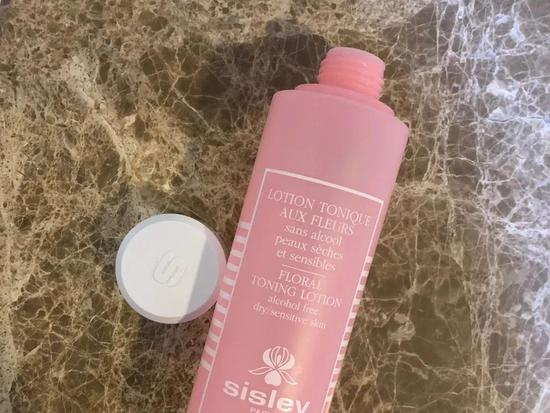 LOTION TONIQUE
AUX FLEURS
sans alcool
peaux sèches
et sensibles
FLORAL
TONING LOTION
alcohol free
dry/sensitive skin
sisley